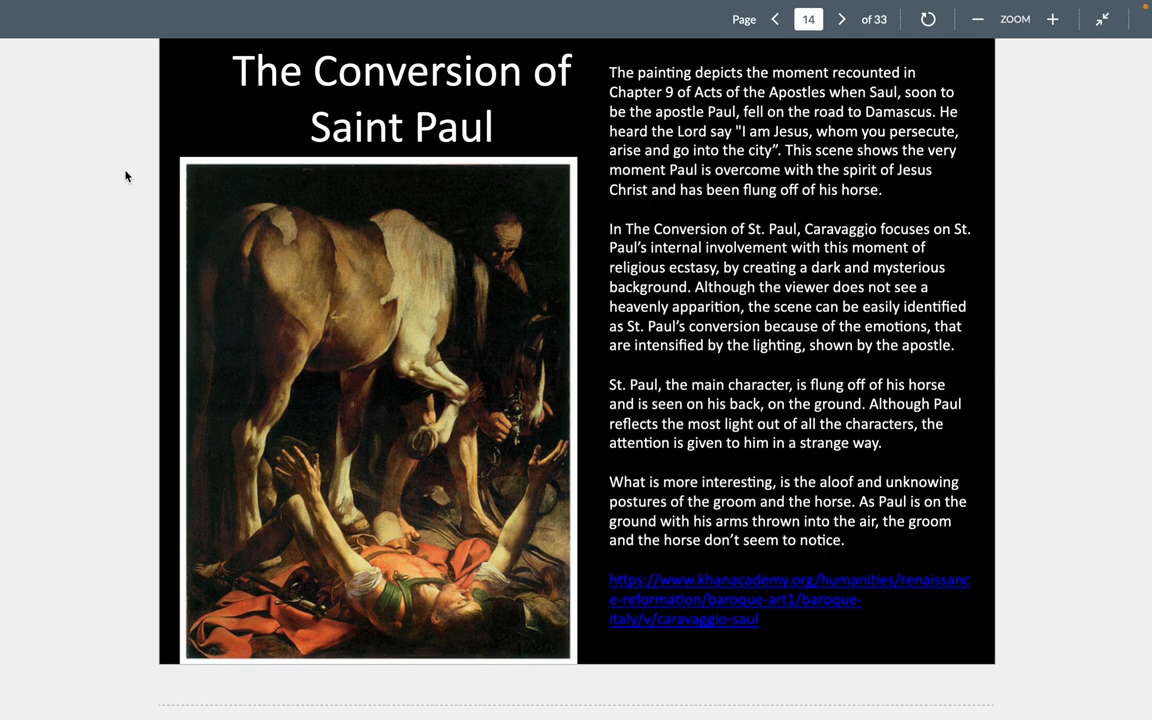 Page 14 of 33 ZOOM
The Conversion of
Saint Paul
The painting depicts the moment recounted in
Chapter 9 of Acts of the Apostles when Saul, soon to
be the apostle Paul, fell on the road to Damascus. He
heard the Lord say "I am Jesus, whom you persecute,
arise and go into the city”. This scene shows the very
moment Paul is overcome with the spirit of Jesus
Christ and has been flung off of his horse.
In The Conversion of St. Paul, Caravaggio focuses on St.
Paul’s internal involvement with this moment of
religious ecstasy, by creating a dark and mysterious
background. Although the viewer does not see a
heavenly apparition, the scene can be easily identified
as St. Paul’s conversion because of the emotions, that
are intensified by the lighting, shown by the apostle.
St. Paul, the main character, is flung off of his horse
and is seen on his back, on the ground. Although Paul
reflects the most light out of all the characters, the
attention is given to him in a strange way.
What is more interesting, is the aloof and unknowing
postures of the groom and the horse. As Paul is on the
ground with his arms thrown into the air, the groom
and the horse don’t seem to notice.
https://www.khanacademy.org/humanities/renaissanc
e-reformation/baroque-art1/baroque-
italy/v/caravaggio-saul